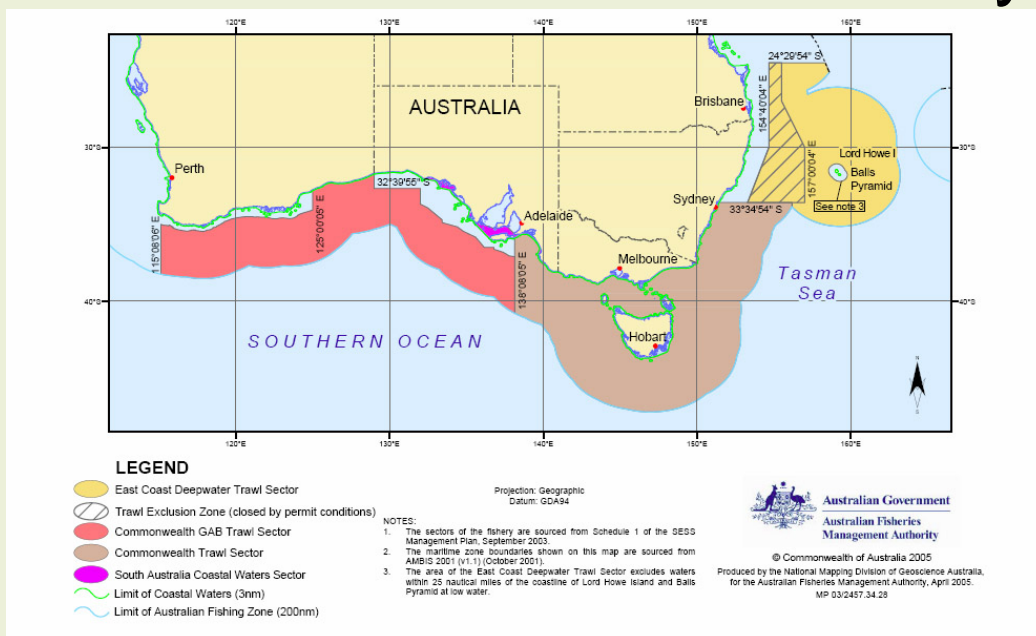 120°E 130°E 140°E 150°E 160°E
24°29'54" S
AUSTRALIA
Brisbane
154°40'04" E
30°S
30°S
Lord Howe I
Balls
Pyramid
157°00'04" E
Perth
32°39'55" S
Sydney
See note 3
33°34'54" S
Adelaide
115°08'06" E
125°00'05" E
138°08'05" E
Melbourne
Tasman
Sea
40°S
40°S
SOUTHERN OCEAN
Hobart
N
S
120°E 130°E 140°E 150°E 160°E
LEGEND
East Coast Deepwater Trawl Sector
Trawl Exclusion Zone (closed by permit conditions)
Commonwealth GAB Trawl Sector
Commonwealth Trawl Sector
South Australia Coastal Waters Sector
Limit of Coastal Waters (3nm)
Limit of Australian Fishing Zone (200nm)
Projection: Geographic
Datum: GDA94
NOTES:
1. The sectors of the fishery are sourced from Schedule 1 of the SESS
Management Plan, September 2003.
2. The maritime zone boundaries shown on this map are sourced from
AMBIS 2001 (v1.1) (October 2001).
3. The area of the East Coast Deepwater Trawl Sector excludes waters
within 25 nautical miles of the coastline of Lord Howe Island and Balls
Pyramid at low water.
Australian Government
Australian Fisheries
Management Authority
© Commonwealth of Australia 2005
Produced by the National Mapping Division of Geoscience Australia,
for the Australian Fisheries Management Authority, April 2005.
MP 03/2457.34.28